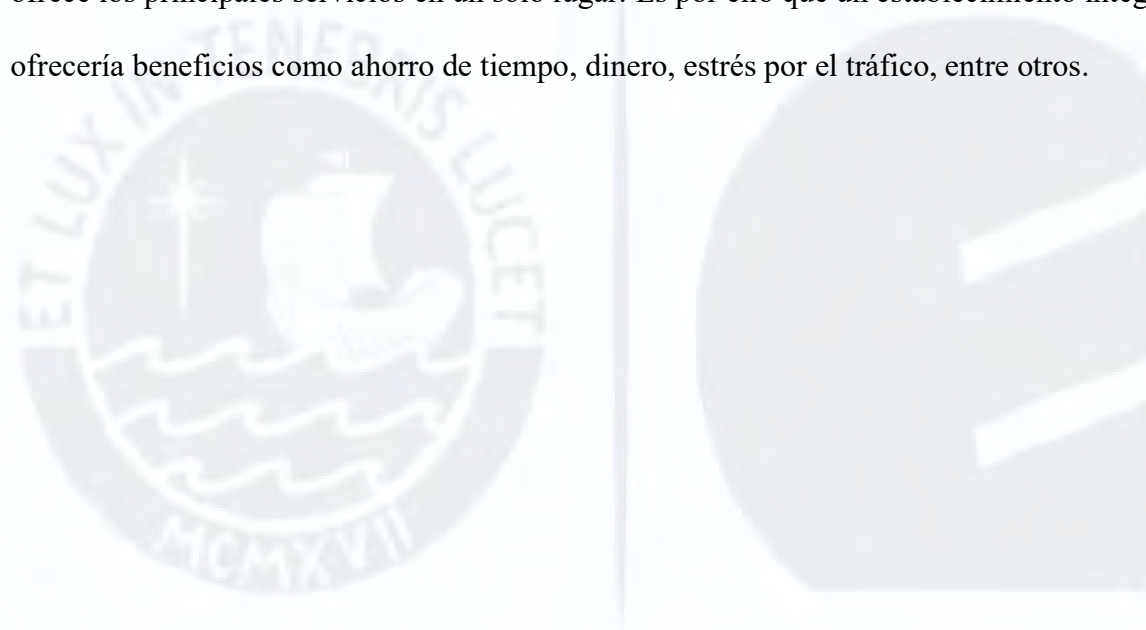 ofrece los principales servicios en un solo lugar. Es por ello que un establecimiento
ofrecería beneficios como ahorro de tiempo, dinero, estrés por el tráfico, entre otros.
ET LUX IN TENEBRIS LUCET
MCMXVII